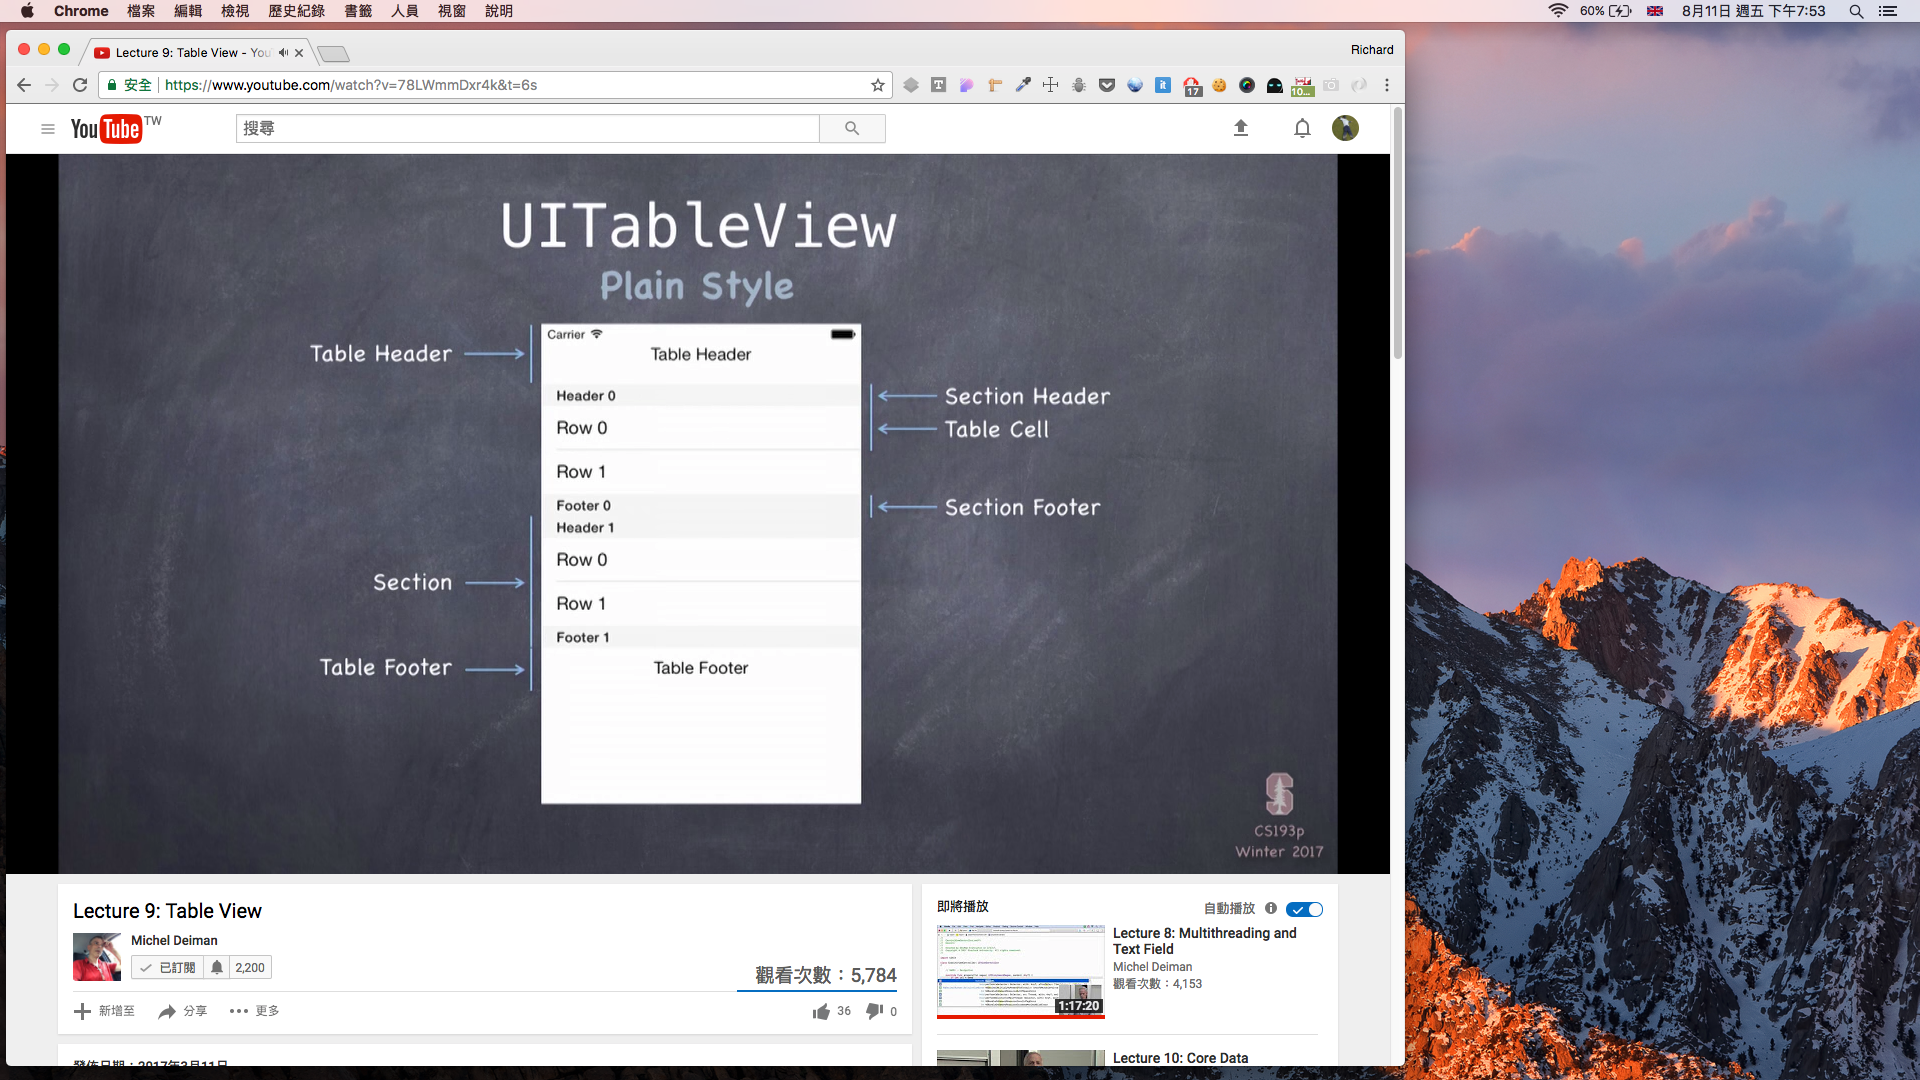 Chrome 檔案 編輯 檢視 歷史紀錄 書籤 人員 視窗 說明 60% 8月11日 週五 下午7:53
Lecture 9: Table View - You
Richard
安全 https://www.youtube.com/watch?v=78LWmmDxr4k&t=6s
17
10...
YouTube TW 搜尋
UITableView
Plain Style
Carrier
Table Header
Table Header
Header 0
Section Header
Row 0
Table Cell
Row 1
Footer 0
Section Footer
Header 1
Row 0
Section
Row 1
Footer 1
Table Footer
Table Footer
CS193p
Winter 2017
Lecture 9: Table View
Michel Deiman
已訂閱 2,200
觀看次數：5,784
新增至 分享 更多 36 0
發佈日期：2017年3月11日
即將播放 自動播放
Lecture 8: Multithreading and
Text Field
Michel Deiman
觀看次數：4,153
1:17:20
Lecture 10: Core Data